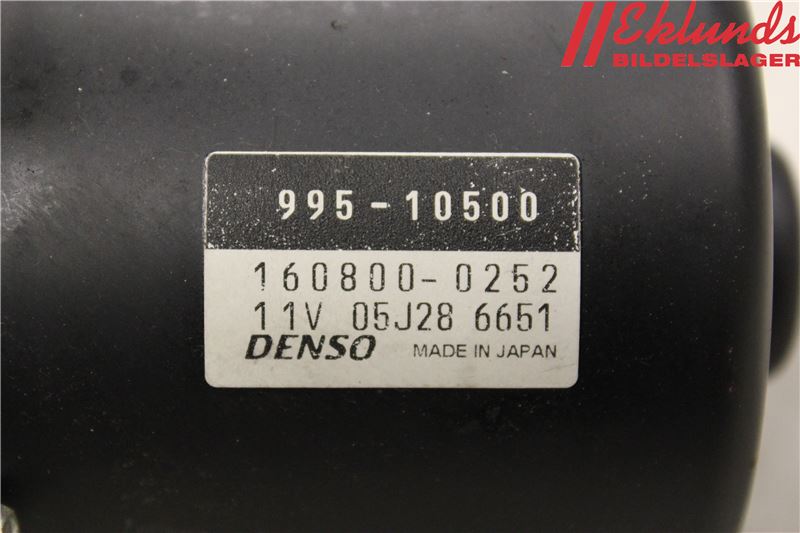 Eklunds
BILDELSLAGER
995-10500
160800-0252
11V 05J28 6651
DENSO MADE IN JAPAN